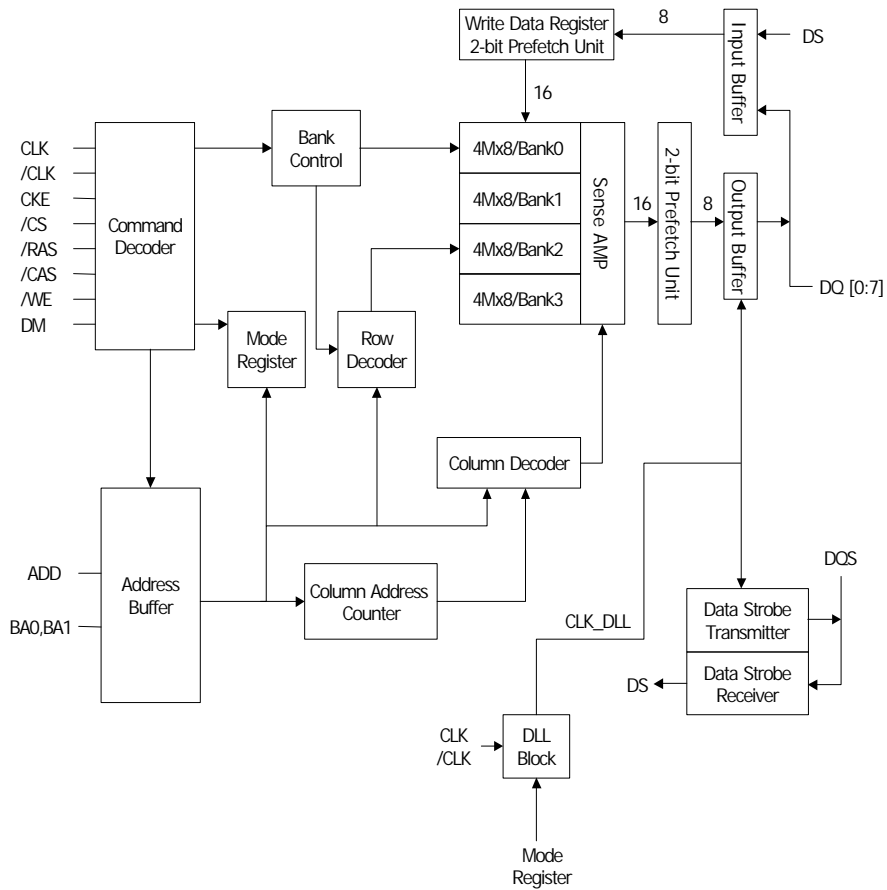 Write Data Register
2-bit Prefetch Unit
8
Input Buffer
DS
16
Bank
Control
4Mx8/Bank0
4Mx8/Bank1
4Mx8/Bank2
4Mx8/Bank3
Sense AMP
16
2-bit Prefetch Unit
8
Output Buffer
DQ [0:7]
CLK
/CLK
CKE
/CS
/RAS
/CAS
/WE
DM
Command
Decoder
Mode
Register
Row
Decoder
Column Decoder
ADD
BA0,BA1
Address
Buffer
Column Address
Counter
CLK_DLL
DQS
Data Strobe
Transmitter
Data Strobe
Receiver
DS
CLK
/CLK
DLL
Block
Mode
Register